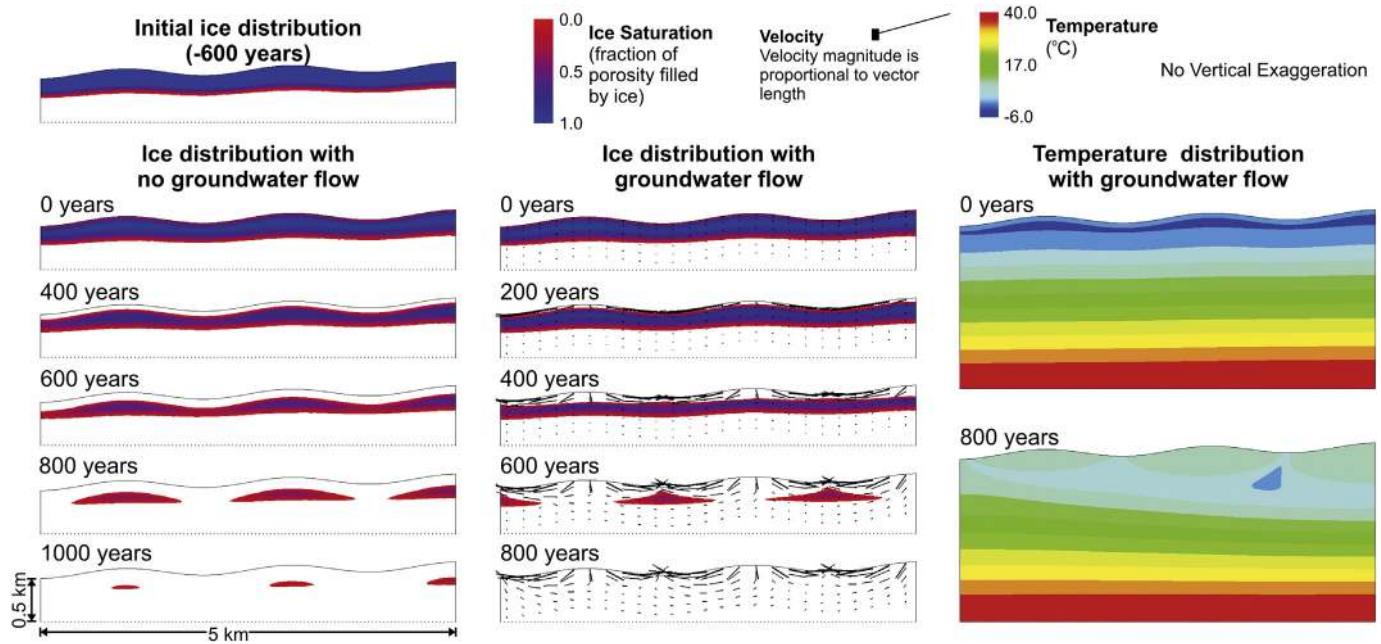 Initial ice distribution
(-600 years)
0.0
0.5
1.0
Ice Saturation
(fraction of
porosity filled
by ice)
Velocity
Velocity magnitude is
proportional to vector
length
40.0
17.0
-6.0
Temperature
(°C)
No Vertical Exaggeration
Ice distribution with
no groundwater flow
0 years
400 years
600 years
800 years
1000 years
0.5 km
5 km
Ice distribution with
groundwater flow
0 years
200 years
400 years
600 years
800 years
Temperature distribution
with groundwater flow
0 years
800 years